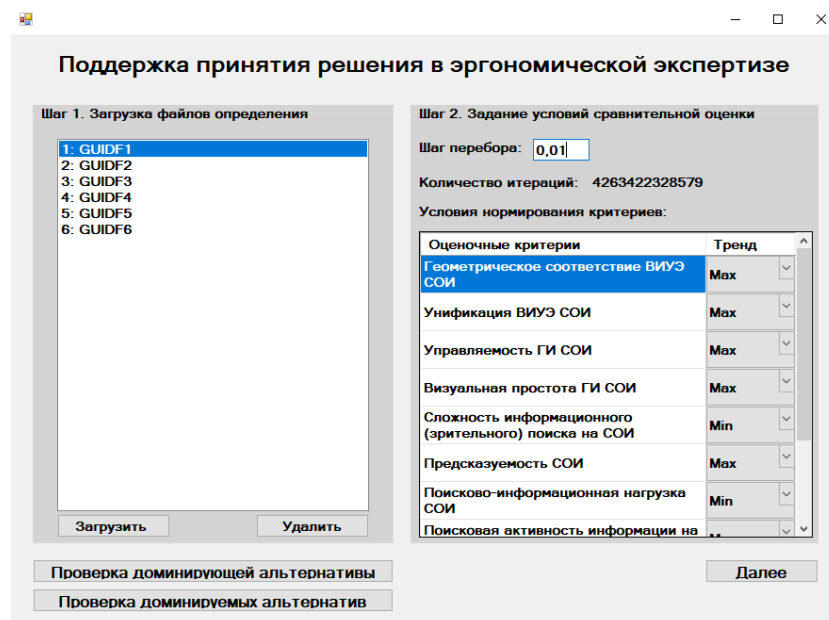 Поддержка принятия решения в эргономической экспертизе
Шаг 1. Загрузка файлов определения
1: GUIDF1
2: GUIDF2
3: GUIDF3
4: GUIDF4
5: GUIDF5
6: GUIDF6
Загрузить
Удалить
Проверка доминирующей альтернативы
Проверка доминируемых альтернатив
Шаг 2. Задание условий сравнительной оценки
Шаг перебора: 0,01
Количество итераций: 4263422328579
Условия нормирования критериев:
Оценочные критерии Тренд
Геометрическое соответствие ВИУЭ
СОИ Max
Унификация ВИУЭ СОИ Max
Управляемость ГИ СОИ Max
Визуальная простота ГИ СОИ Max
Сложность информационного
(зрительного) поиска на СОИ Min
Предсказуемость СОИ Max
Поисково-информационная нагрузка
СОИ Min
Поисковая активность информации на
Далее